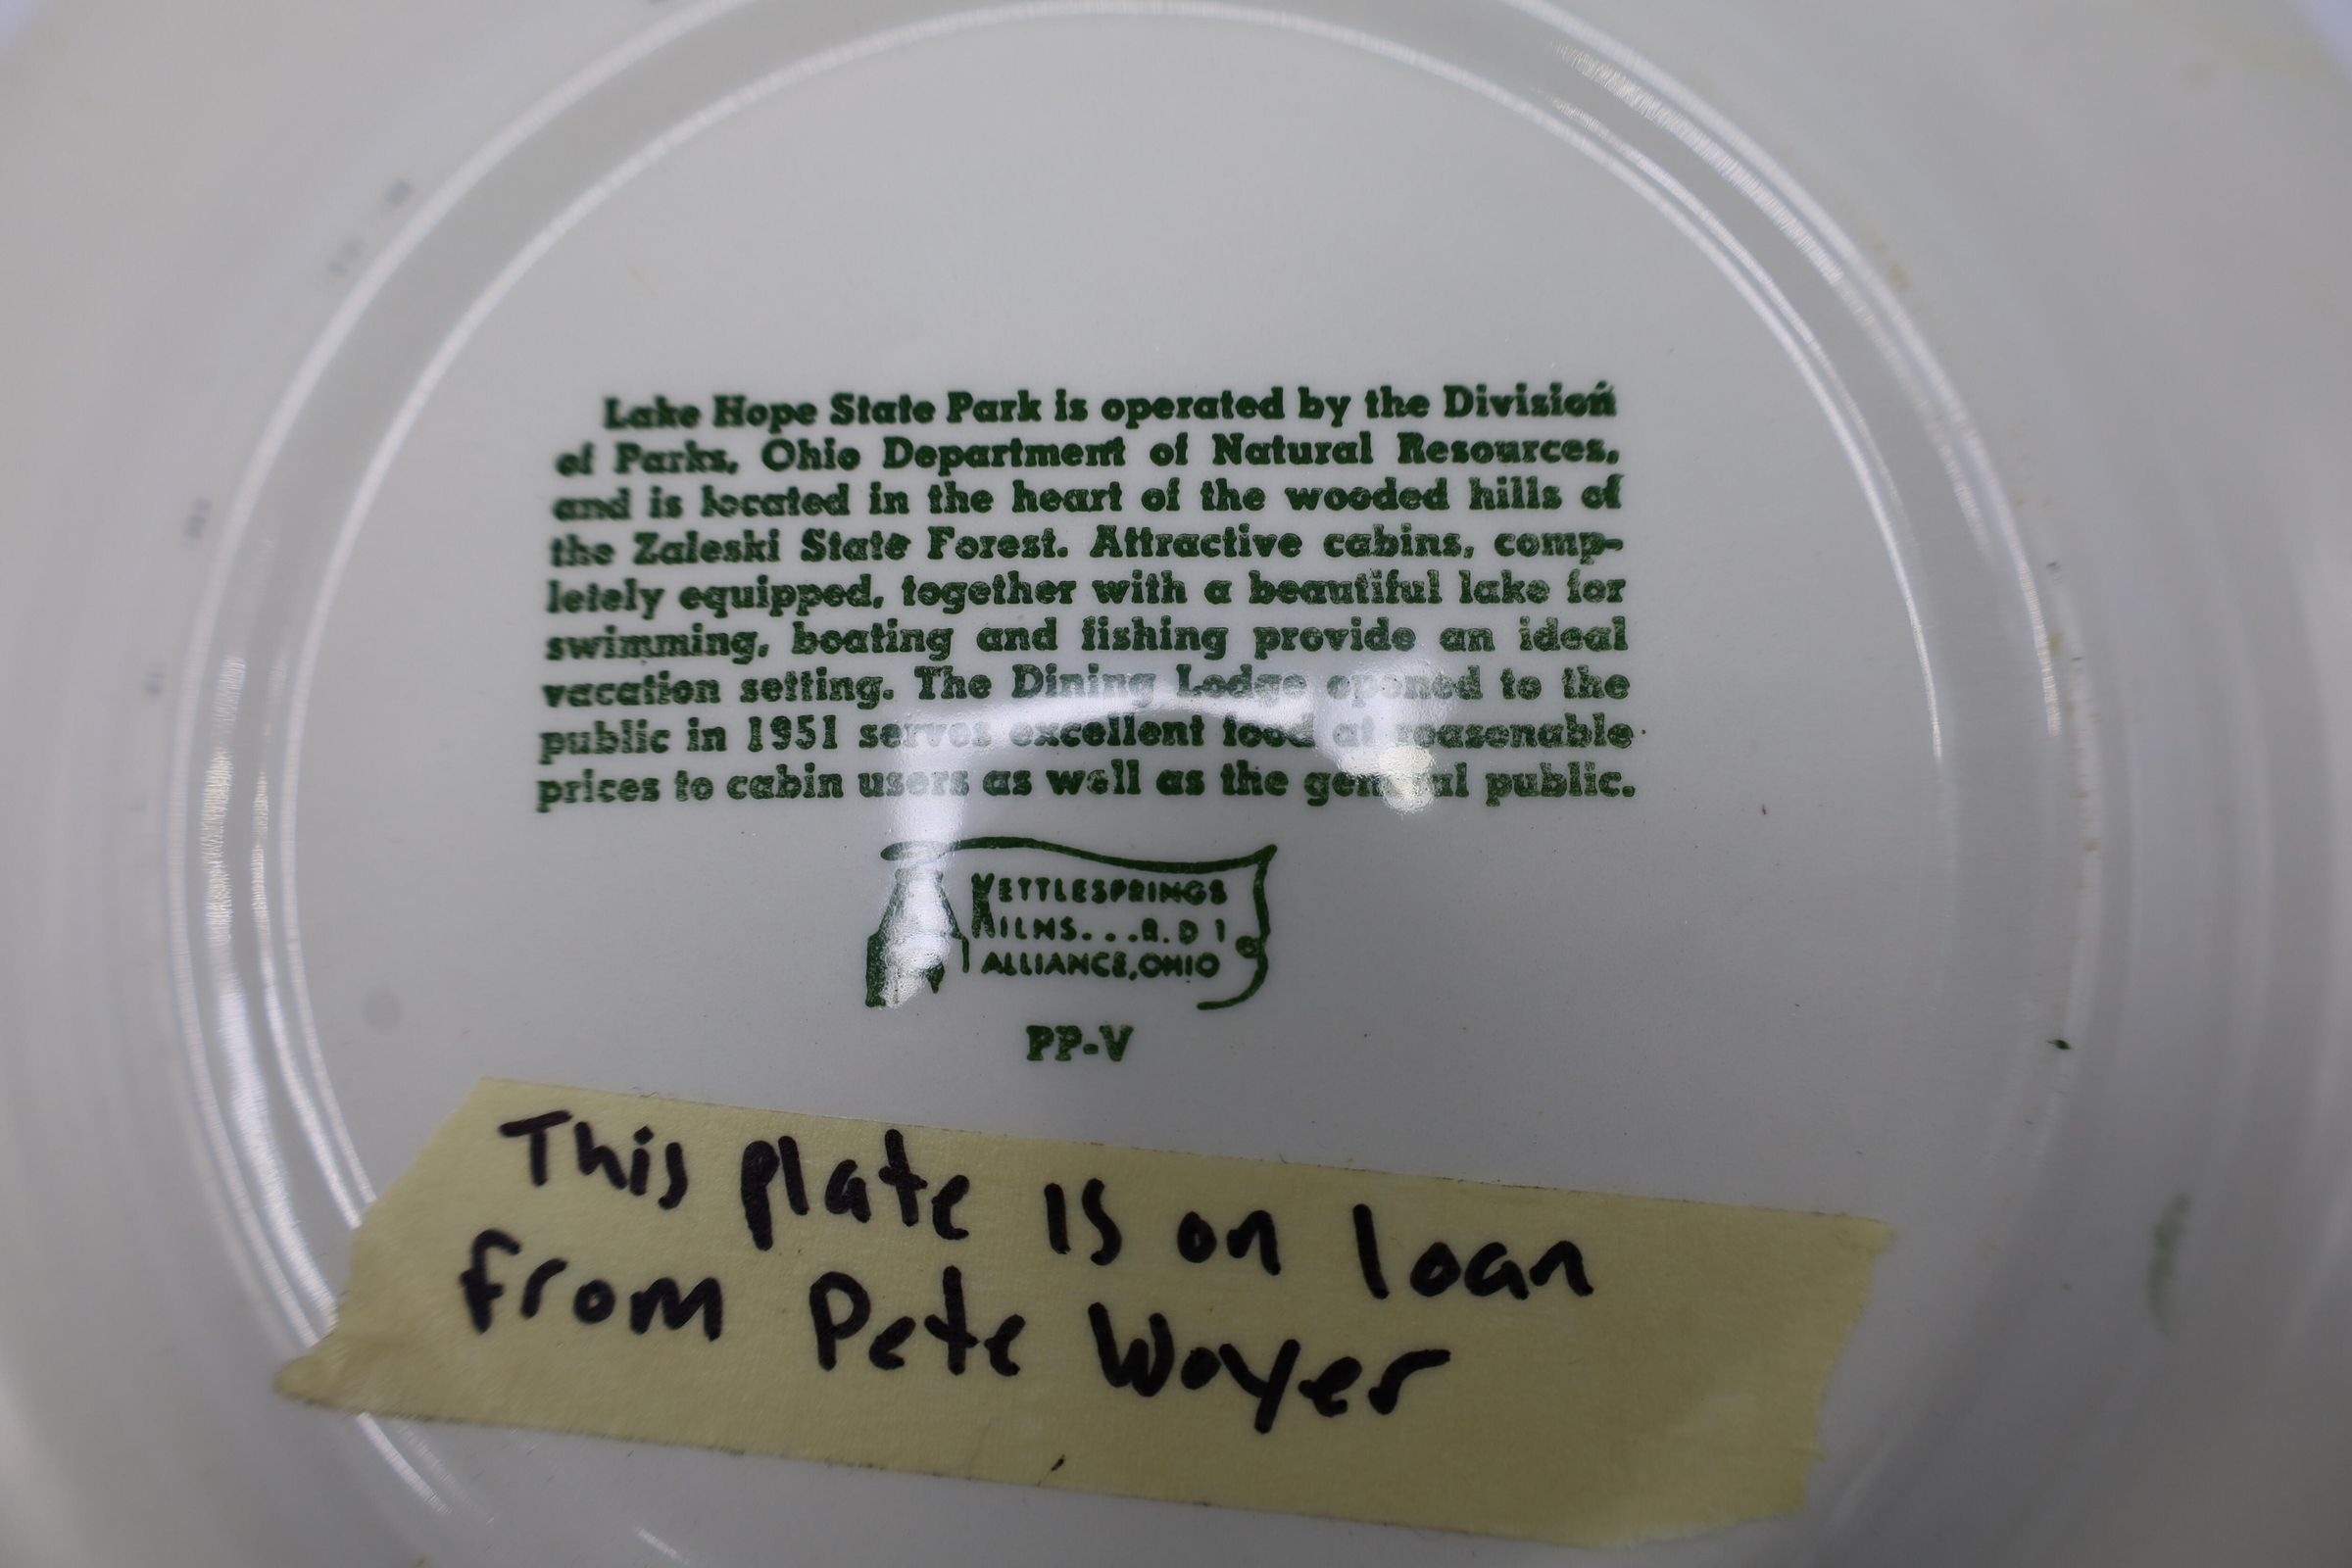 Lake Hope State Park is operated by the Division
of Parks, Ohio Department of Natural Resources,
and is located in the heart of the wooded hills of
the Zaleski State Forest. Attractive cabins, comp-
letely equipped, together with a beautiful lake for
swimming, boating and fishing provide an ideal
vacation setting. The Dining Lodge opened to the
public in 1951 serves excellent food at reasonable
prices to cabin users as well as the general public.
KETTLESPRINGS
KILNS...R.D 1
ALLIANCE, OHIO
PP-V
This plate is on loan
from Pete Woyer